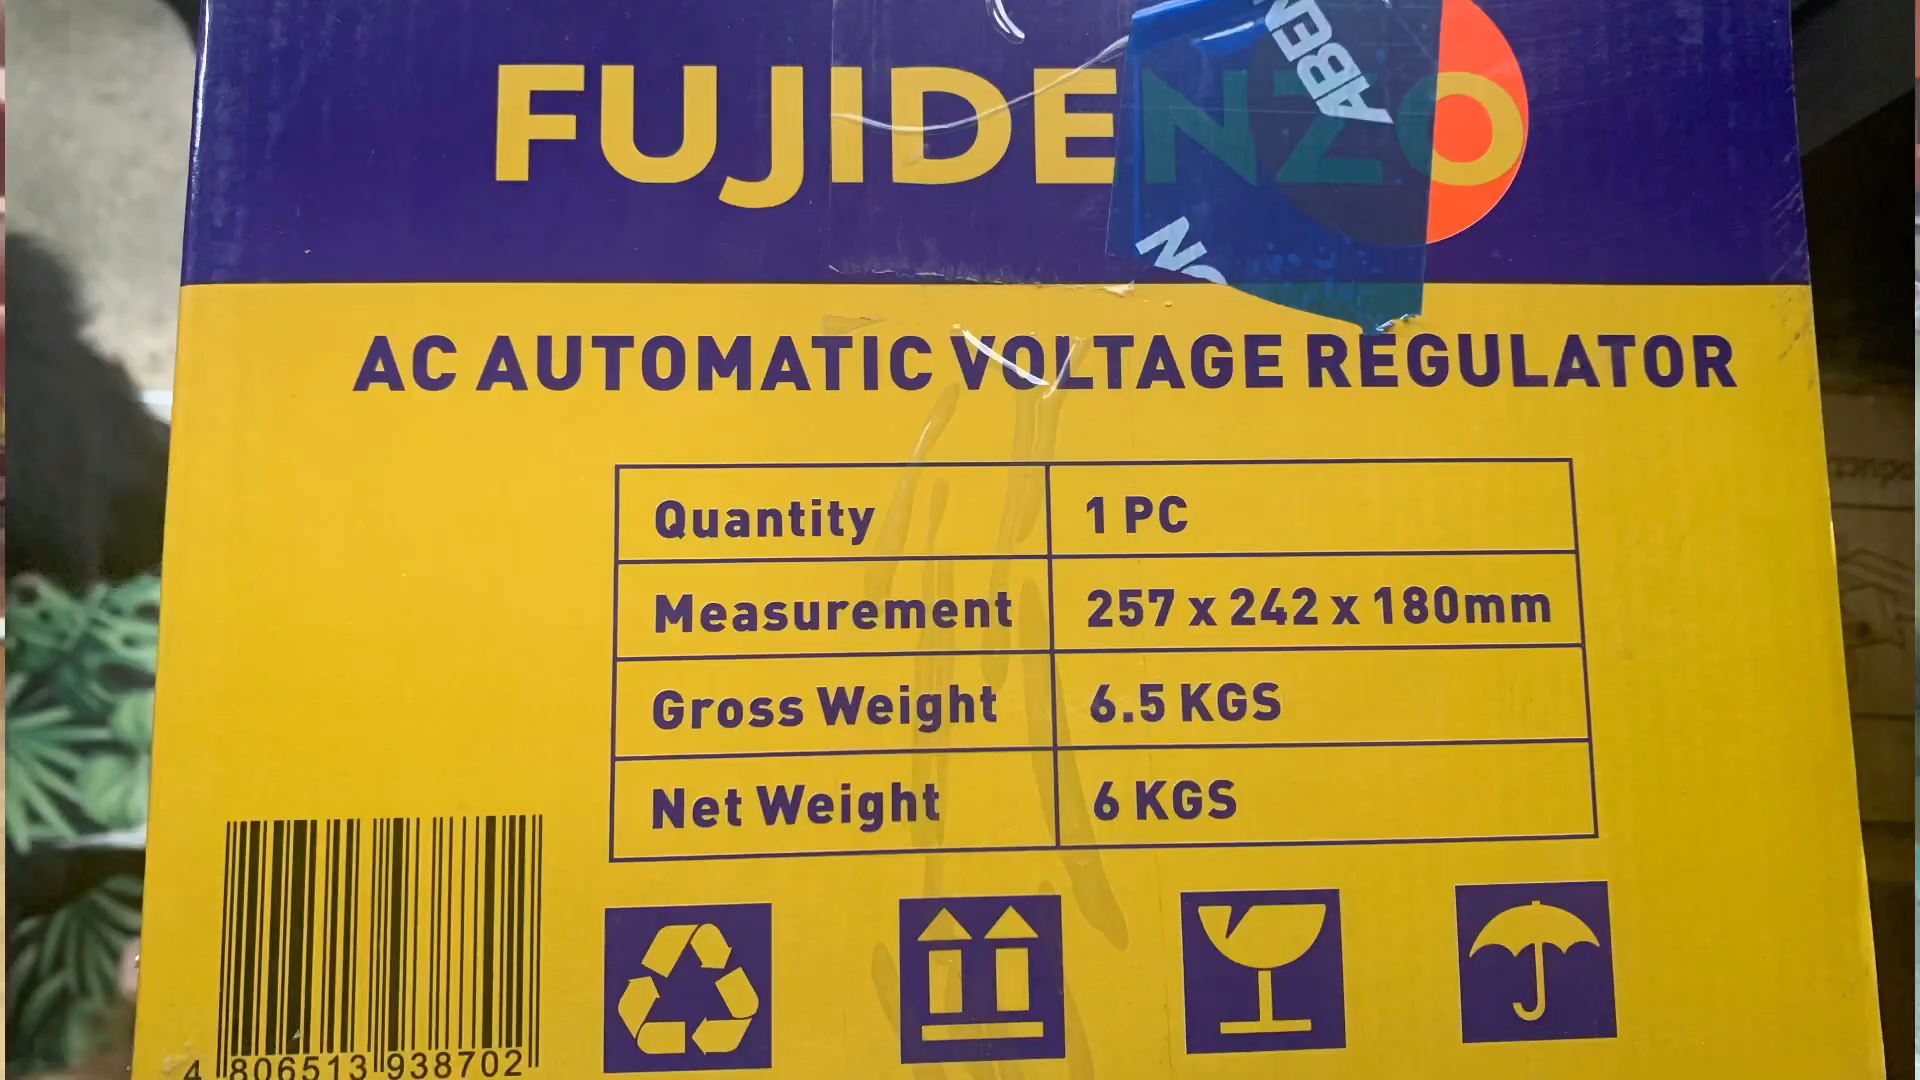 FUJIDENZO
ABEN
AC AUTOMATIC VOLTAGE REGULATOR
Quantity 1 PC
Measurement 257 x 242 x 180mm
Gross Weight 6.5 KGS
Net Weight 6 KGS
4 806513 938702